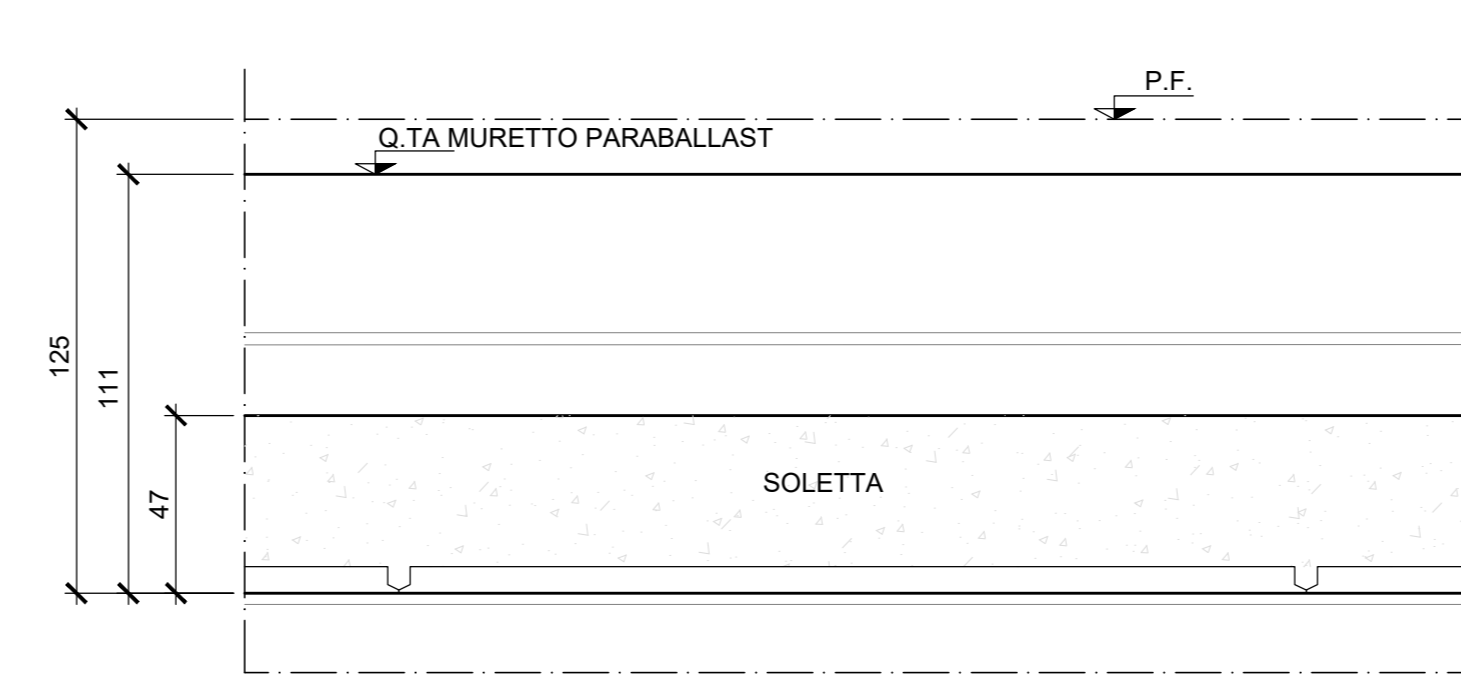 P.F.
Q.TA MURETTO PARABALLAST
125
111
47
SOLETTA